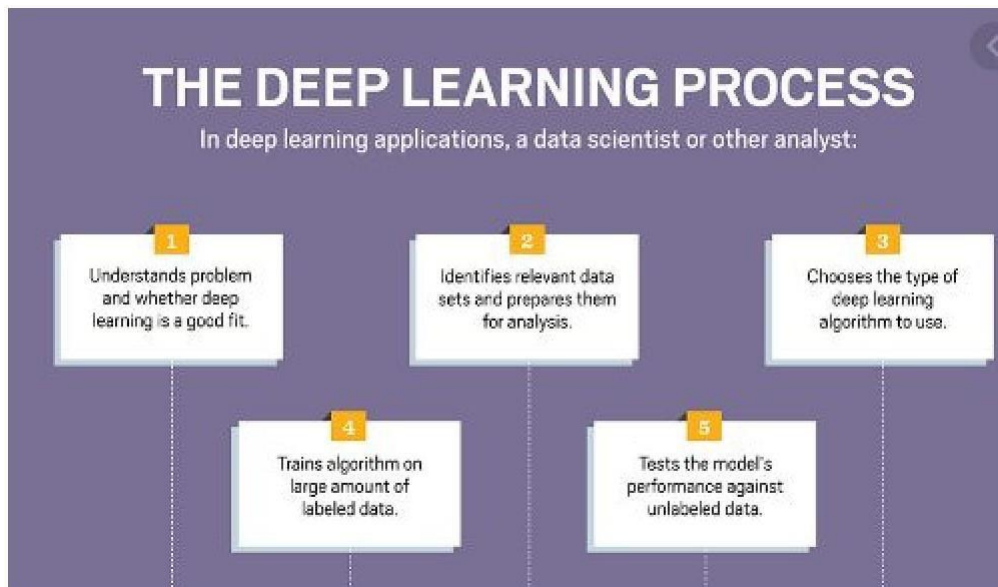 THE DEEP LEARNING PROCESS
In deep learning applications, a data scientist or other analyst:
1
Understands problem
and whether deep
learning is a good fit.
2
Identifies relevant data
sets and prepares them
for analysis.
3
Chooses the type of
deep learning
algorithm to use.
4
Trains algorithm on
large amount of
labeled data.
5
Tests the model's
performance against
unlabeled data.